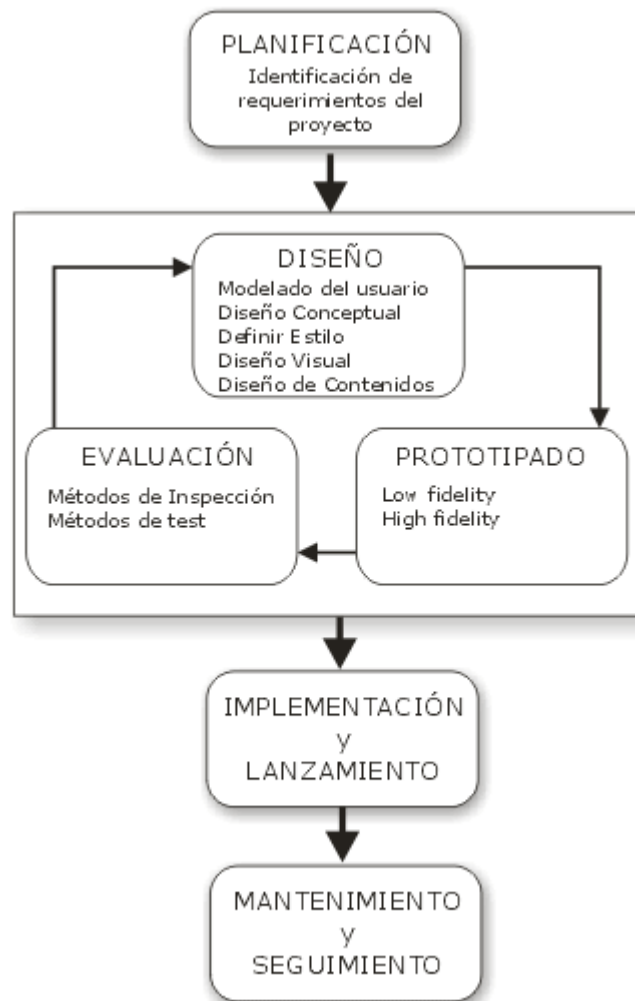 PLANIFICACIÓN
Identificación de
requerimientos del
proyecto
DISEÑO
Modelado del usuario
Diseño Conceptual
Definir Estilo
Diseño Visual
Diseño de Contenidos
EVALUACIÓN
Métodos de Inspección
Métodos de test
PROTOTIPADO
Low fidelity
High fidelity
IMPLEMENTACIÓN
y
LANZAMIENTO
MANTENIMIENTO
y
SEGUIMIENTO